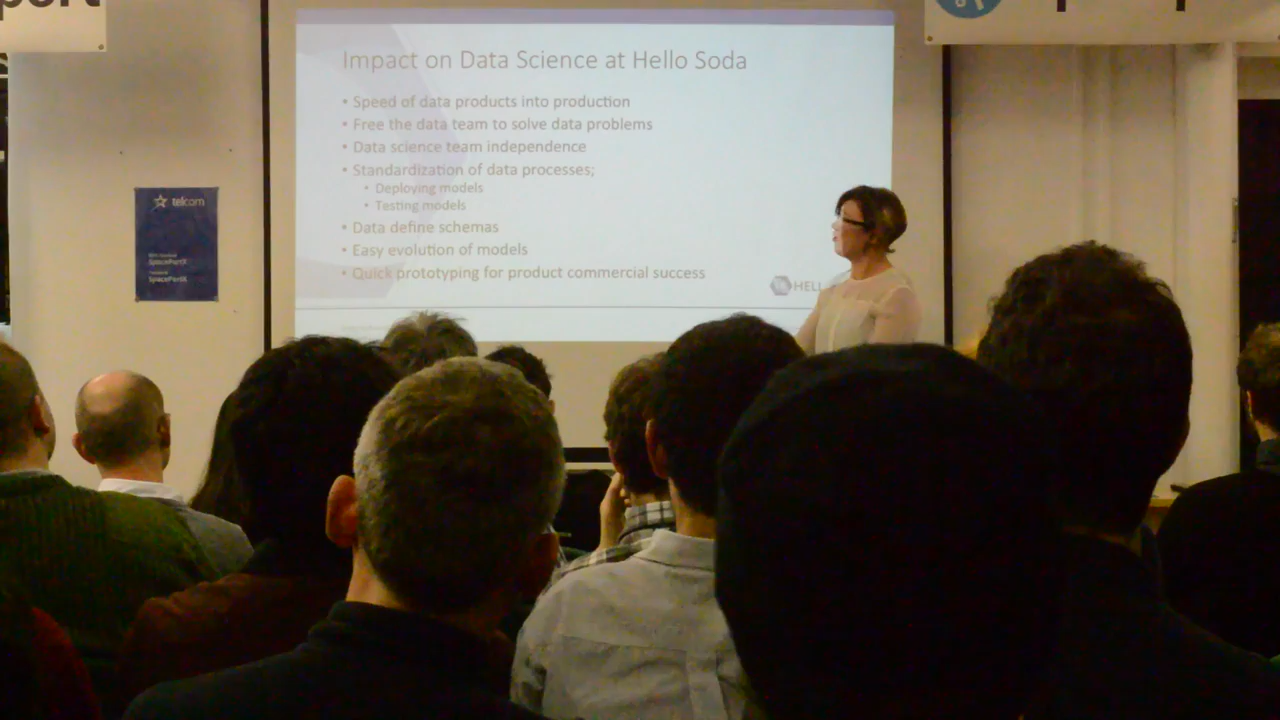 Impact on Data Science at Hello Soda
• Speed of data products into production
• Free the data team to solve data problems
• Data science team independence
• Standardization of data processes;
• Deploying models
• Testing models
• Data define schemas
• Easy evolution of models
• Quick prototyping for product commercial success
HELL
telcom
SpacePortX
SpacePortX